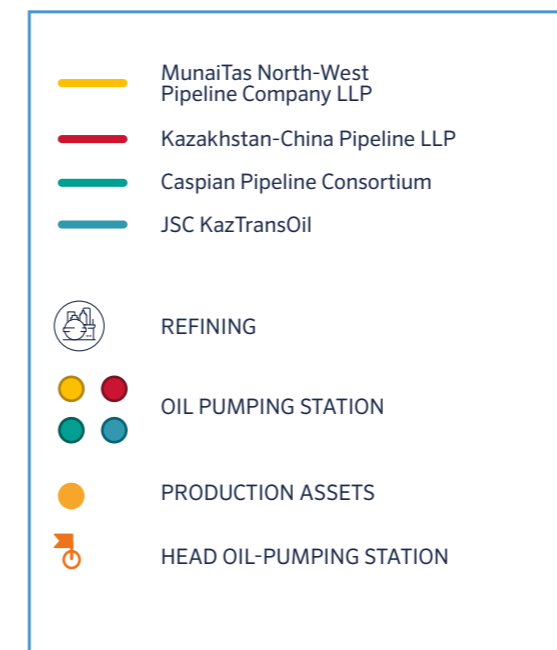 MunaiTas North-West
Pipeline Company LLP
Kazakhstan-China Pipeline LLP
Caspian Pipeline Consortium
JSC KazTransOil
REFINING
OIL PUMPING STATION
PRODUCTION ASSETS
HEAD OIL-PUMPING STATION